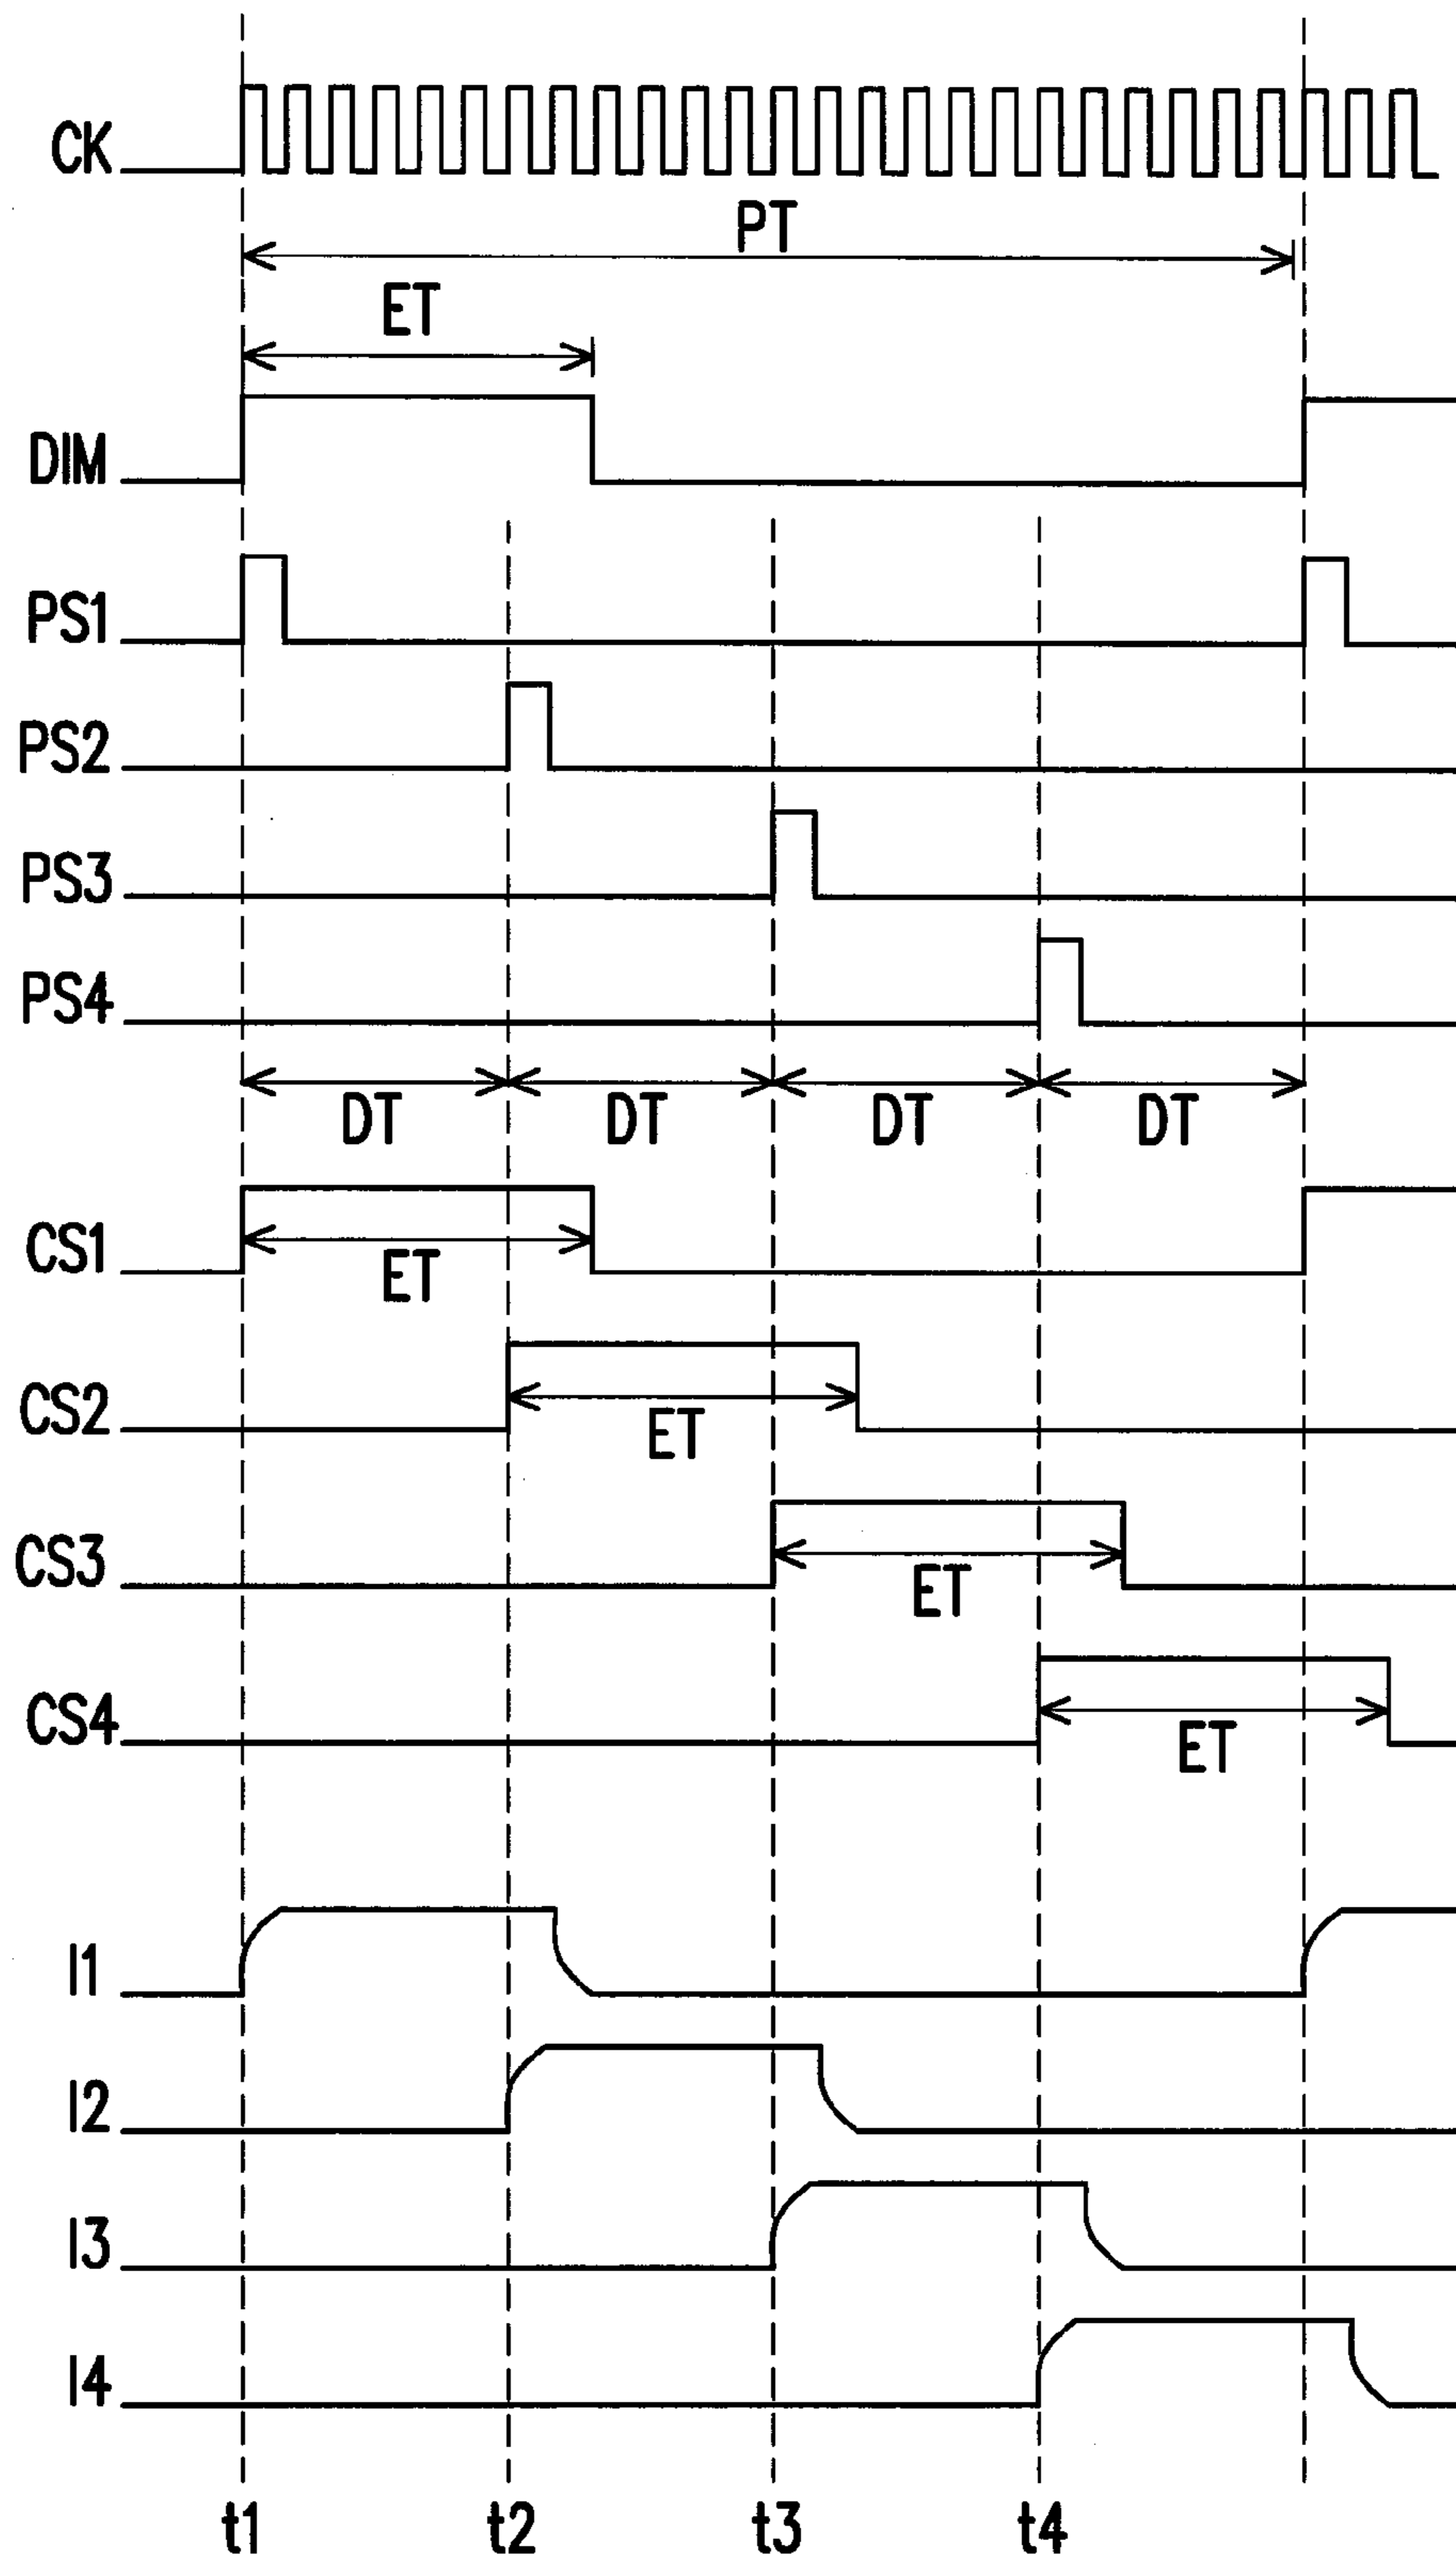 CK
PT
ET
DIM
PS1
PS2
PS3
PS4
DT DT DT DT
CS1
ET
CS2
ET
CS3
ET
CS4
ET
I1
I2
I3
I4
t1 t2 t3 t4